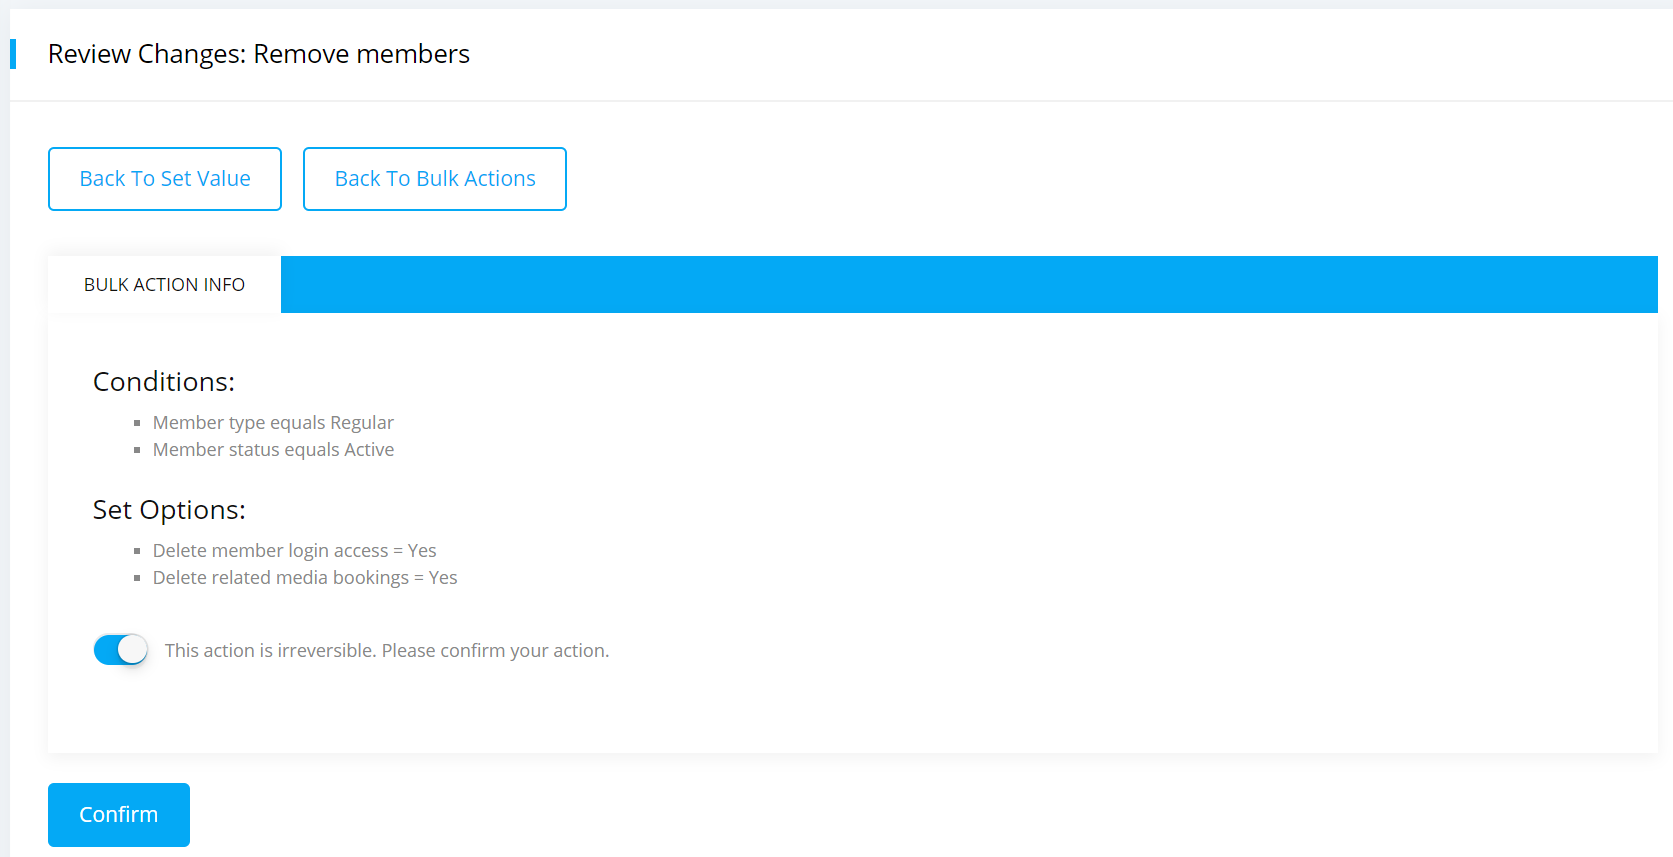 Review Changes: Remove members
Back To Set Value
Back To Bulk Actions
BULK ACTION INFO
Conditions:
Member type equals Regular
Member status equals Active
Set Options:
Delete member login access = Yes
Delete related media bookings = Yes
This action is irreversible. Please confirm your action.
Confirm